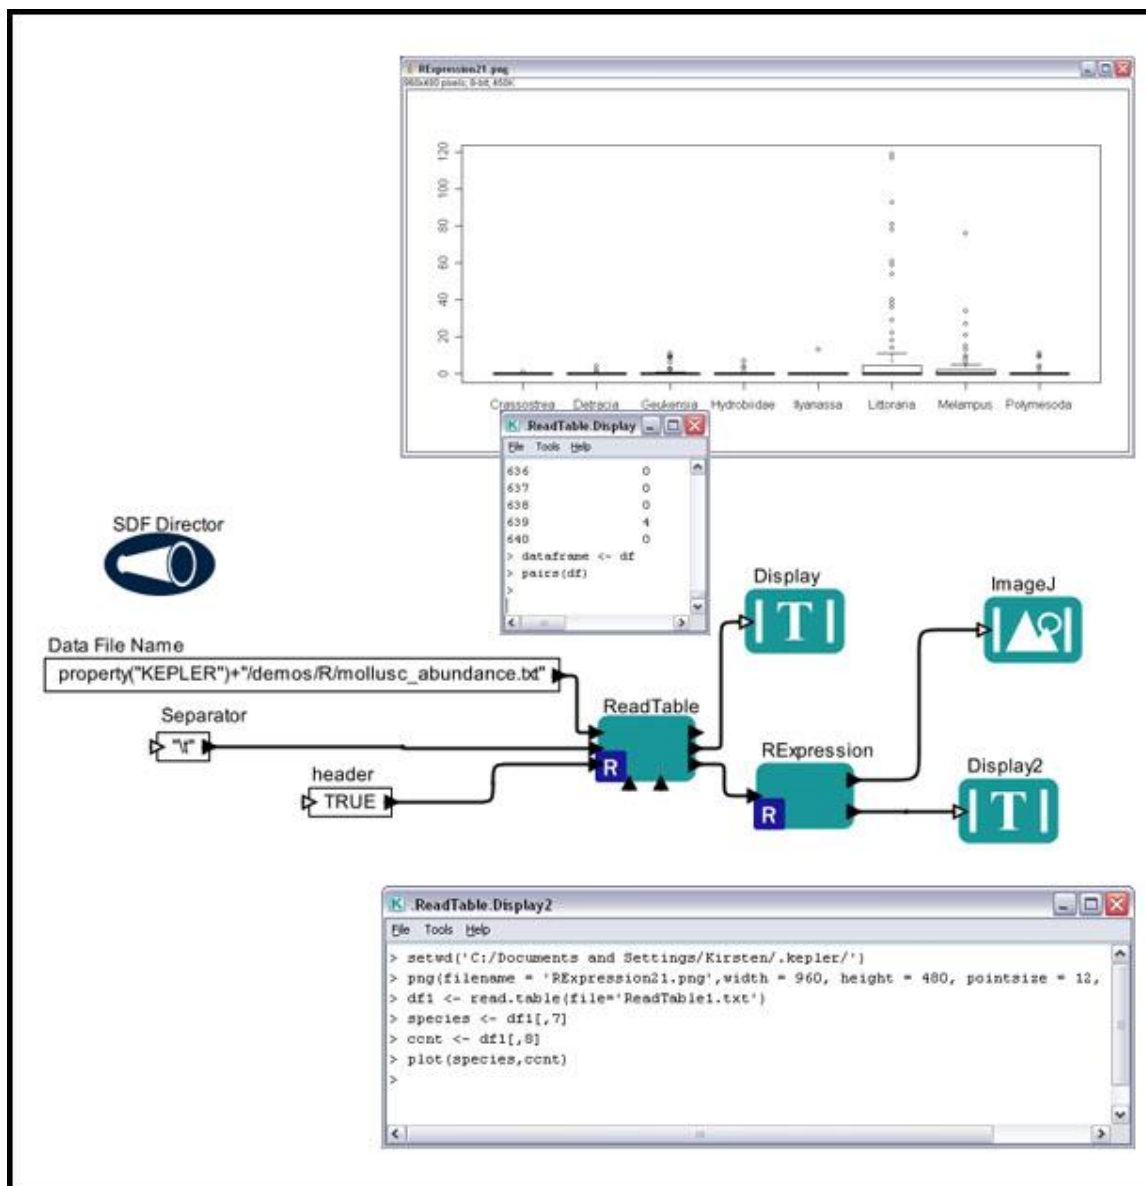 RExpression21.png
960x480 pixels; 8-bit; 450K
120
100
80
60
40
20
0
Crassostrea Detracia Geukensia Hydrobiidae Ilyanassa Littorana Melampus Polymesoda
.ReadTable.Display
File Tools Help
636 0
637 0
638 0
639 4
640 0
> dataframe <- df
> pairs(df)
>
SDF Director
Display
T
ImageJ
Data File Name
property("KEPLER")+"/demos/R/mollusc_abundance.txt"
Separator
"\t"
ReadTable
R
header
TRUE
RExpression
R
Display2
T
K .ReadTable.Display2
File Tools Help
> setwd('C:/Documents and Settings/Kirsten/.kepler/')
> png(filename = 'RExpression21.png',width = 960, height = 480, pointsize = 12,
> df1 <- read.table(file='ReadTable1.txt')
> species <- df1[,7]
> ccnt <- df1[,8]
> plot(species,ccnt)
>